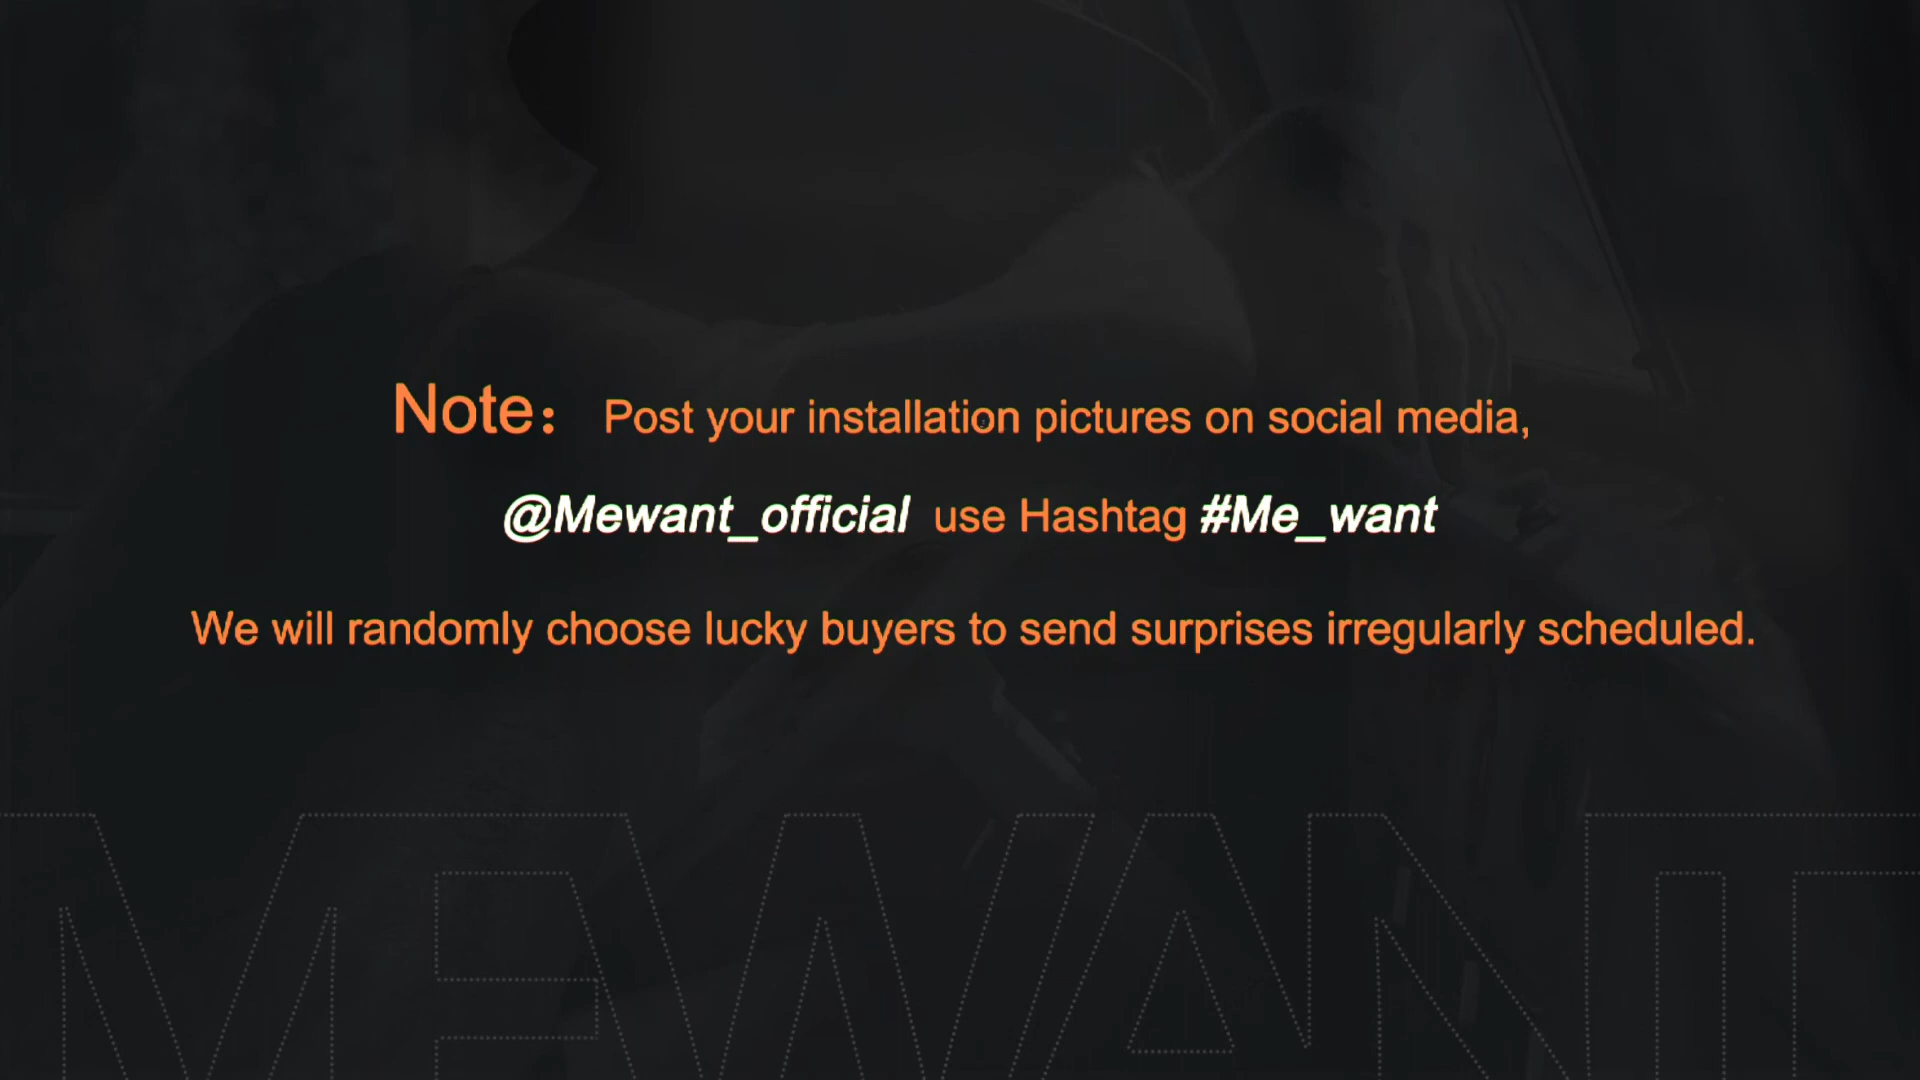 Note： Post your installation pictures on social media,
@Mewant_official use Hashtag #Me_want
We will randomly choose lucky buyers to send surprises irregularly scheduled.
MEWANT